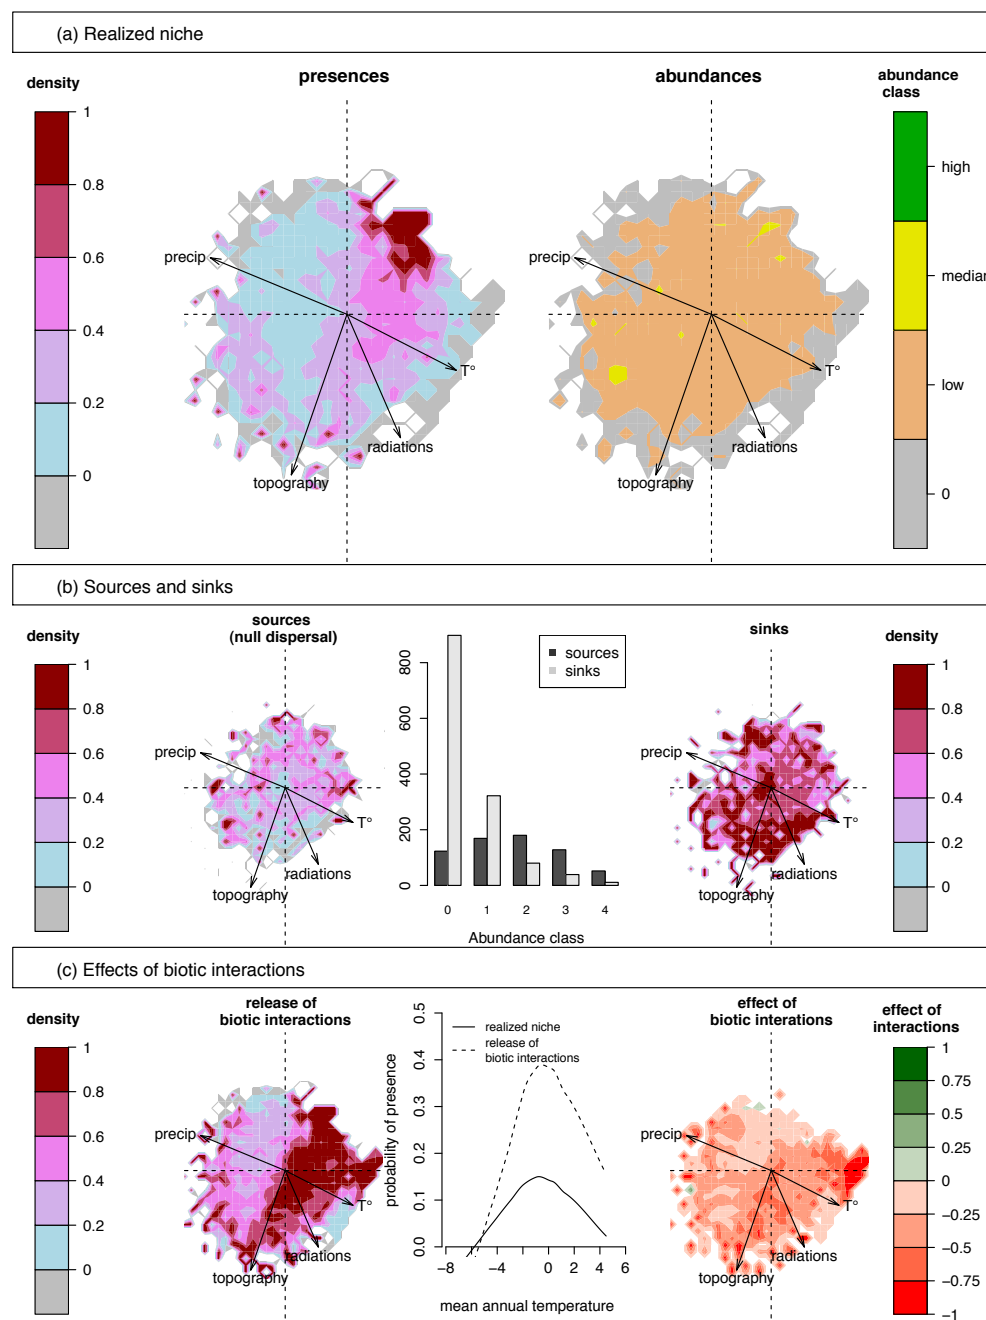 (a) Realized niche
density
presences
abundances
abundance
class
1
0.8
0.6
0.4
0.2
0
precip
T°
radiations
topography
precip
T°
radiations
topography
high
median
low
0
(b) Sources and sinks
density
1
0.8
0.6
0.4
0.2
0
sources
(null dispersal)
precip
T°
radiations
topography
800
600
400
200
0
sources
sinks
0 1 2 3 4
Abundance class
sinks
precip
T°
radiations
topography
density
1
0.8
0.6
0.4
0.2
0
(c) Effects of biotic interactions
density
1
0.8
0.6
0.4
0.2
0
release of
biotic interactions
precip
T°
radiations
topography
probability of presence
0.5
0.4
0.3
0.2
0.1
0.0
realized niche
release of
biotic interactions
−8 −4 0 2 4 6
mean annual temperature
effect of
biotic interations
precip
T°
radiations
topography
effect of
interactions
1
0.75
0.5
0.25
0
−0.25
−0.5
−0.75
−1